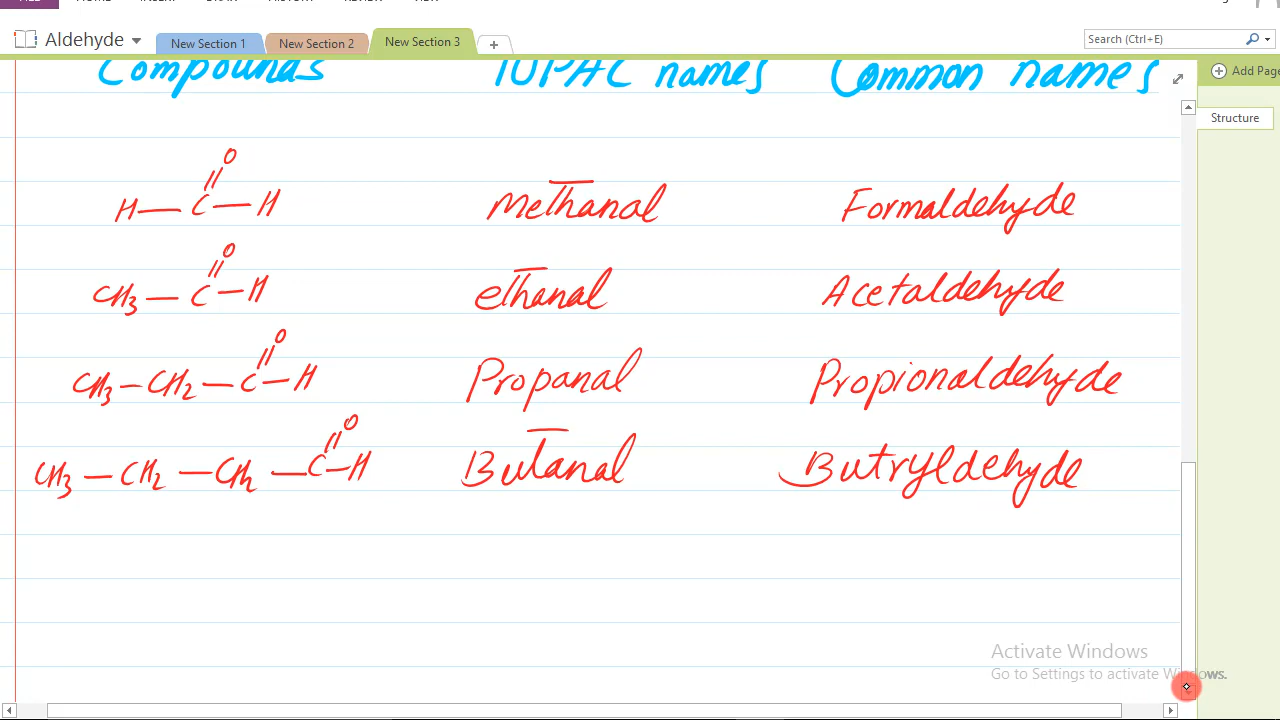 Aldehyde New Section 1 New Section 2 New Section 3 +
Search (Ctrl+E)
Add Page
Structure
Compounds IUPAC names Common names
O
H—C—H Methanal Formaldehyde
O
CH3—C—H ethanal Acetaldehyde
O
CH3—CH2—C—H Propanal Propionaldehyde
O
CH3—CH2—CH2—C—H Butanal Butryldehyde
Activate Windows
Go to Settings to activate Windows.